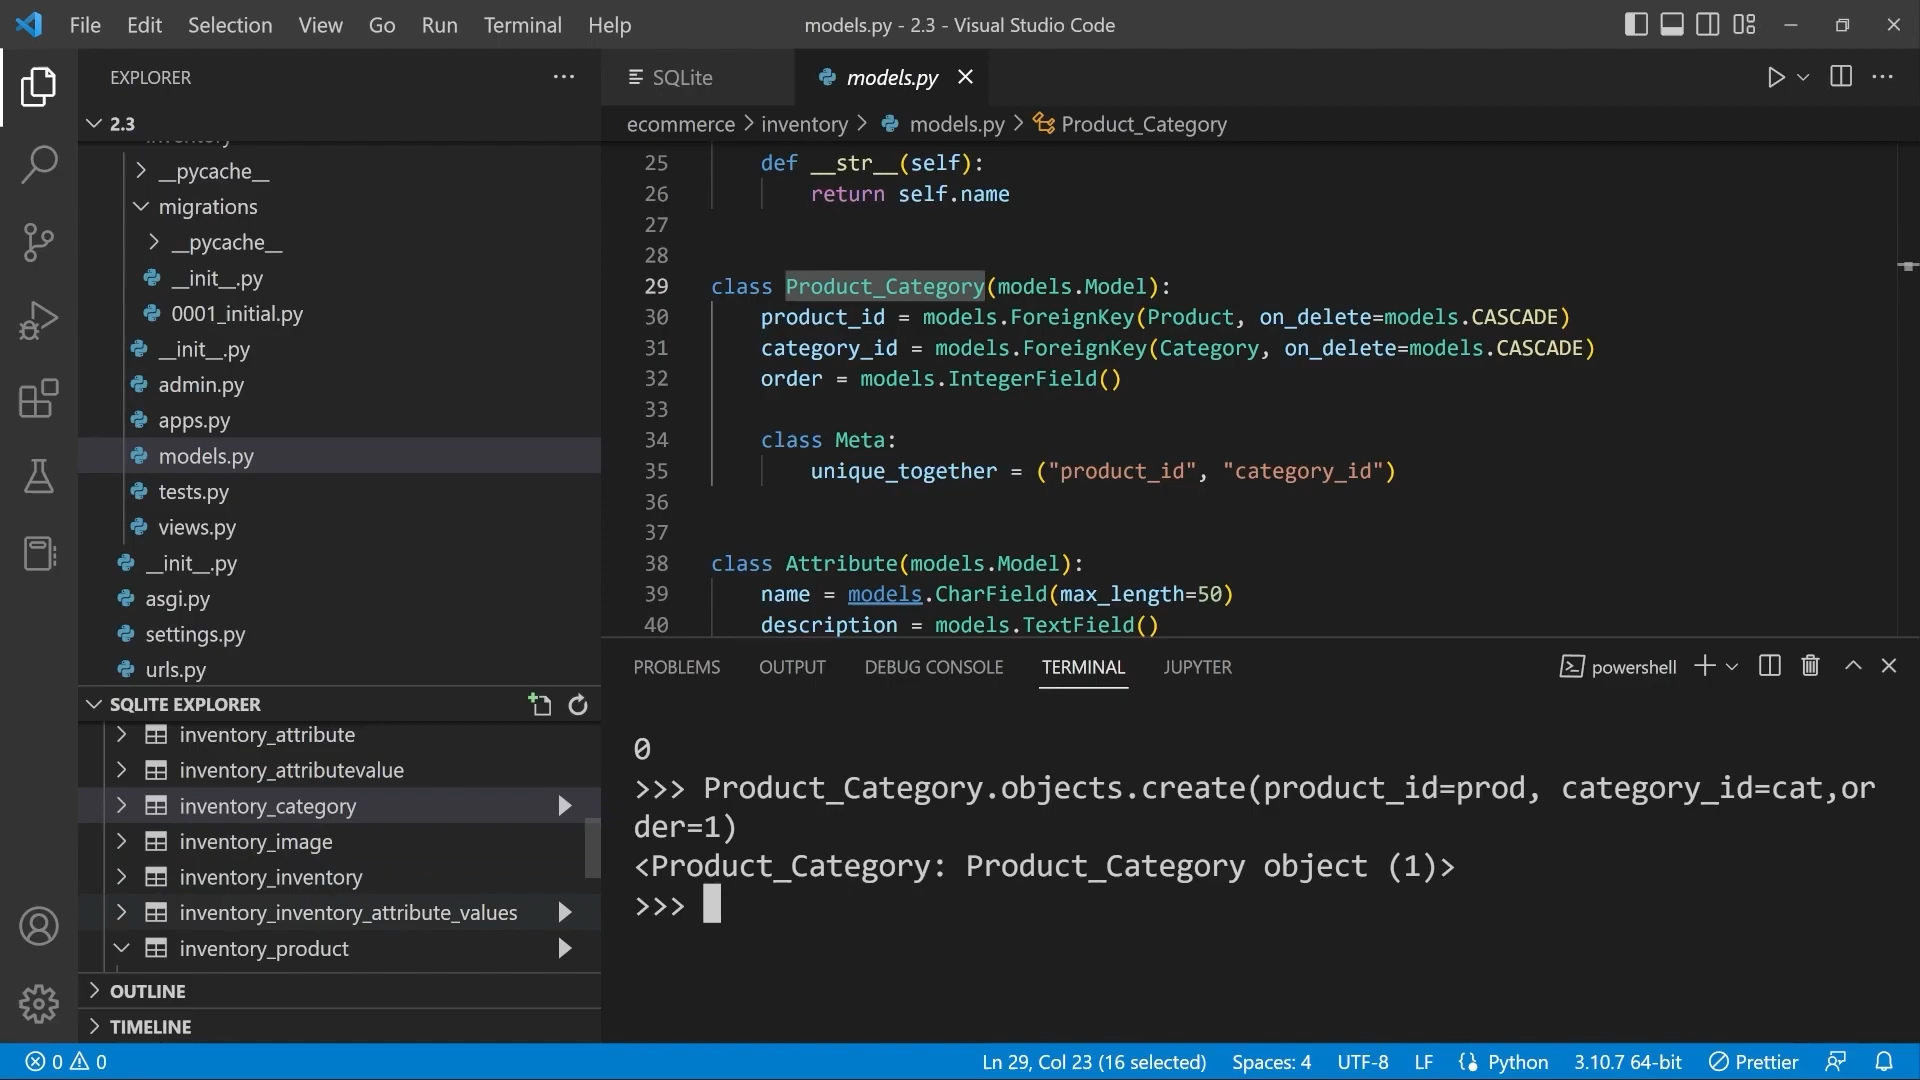 File Edit Selection View Go Run Terminal Help
models.py - 2.3 - Visual Studio Code
EXPLORER
2.3
__pycache__
migrations
__pycache__
__init__.py
0001_initial.py
__init__.py
admin.py
apps.py
models.py
tests.py
views.py
__init__.py
asgi.py
settings.py
urls.py
SQLITE EXPLORER
inventory_attribute
inventory_attributevalue
inventory_category
inventory_image
inventory_inventory
inventory_inventory_attribute_values
inventory_product
OUTLINE
TIMELINE
SQLite
models.py
ecommerce > inventory > models.py > Product_Category
25 def __str__(self):
26 return self.name
27
28
29 class Product_Category(models.Model):
30 product_id = models.ForeignKey(Product, on_delete=models.CASCADE)
31 category_id = models.ForeignKey(Category, on_delete=models.CASCADE)
32 order = models.IntegerField()
33
34 class Meta:
35 unique_together = ("product_id", "category_id")
36
37
38 class Attribute(models.Model):
39 name = models.CharField(max_length=50)
40 description = models.TextField()
PROBLEMS OUTPUT DEBUG CONSOLE TERMINAL JUPYTER
powershell
0
>>> Product_Category.objects.create(product_id=prod, category_id=cat,or
der=1)
<Product_Category: Product_Category object (1)>
>>>
0 0
Ln 29, Col 23 (16 selected) Spaces: 4 UTF-8 LF Python 3.10.7 64-bit Prettier